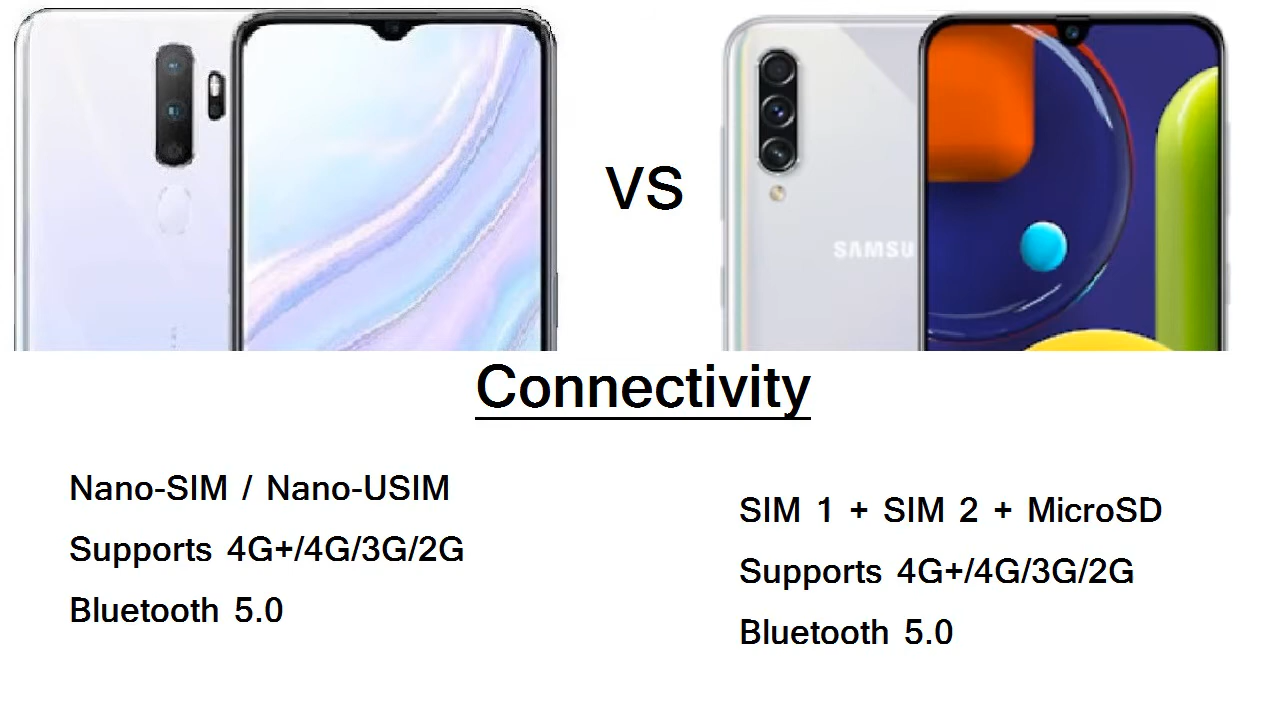 vs
SAMSU
Connectivity
Nano-SIM / Nano-USIM
Supports 4G+/4G/3G/2G
Bluetooth 5.0
SIM 1 + SIM 2 + MicroSD
Supports 4G+/4G/3G/2G
Bluetooth 5.0